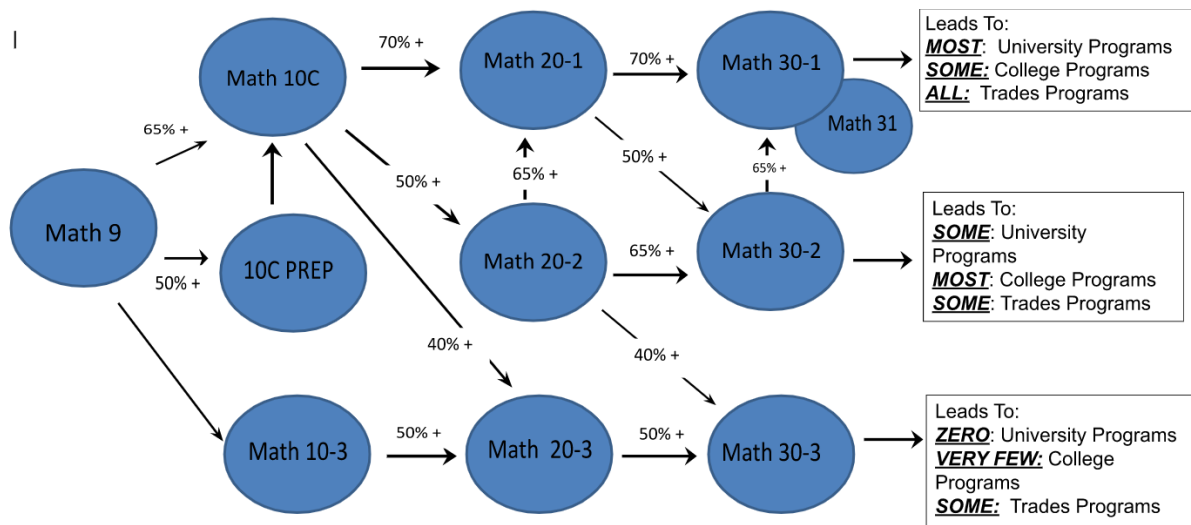 l
Math 10C
70% +
Math 20-1
70% +
Math 30-1
Math 31
Leads To:
MOST: University Programs
SOME: College Programs
ALL: Trades Programs
65% +
50% +
65% +
50% +
65% +
Math 9
50% +
10C PREP
Math 20-2
65% +
Math 30-2
Leads To:
SOME: University
Programs
MOST: College Programs
SOME: Trades Programs
40% +
40% +
Math 10-3
50% +
Math 20-3
50% +
Math 30-3
Leads To:
ZERO: University Programs
VERY FEW: College
Programs
SOME: Trades Programs